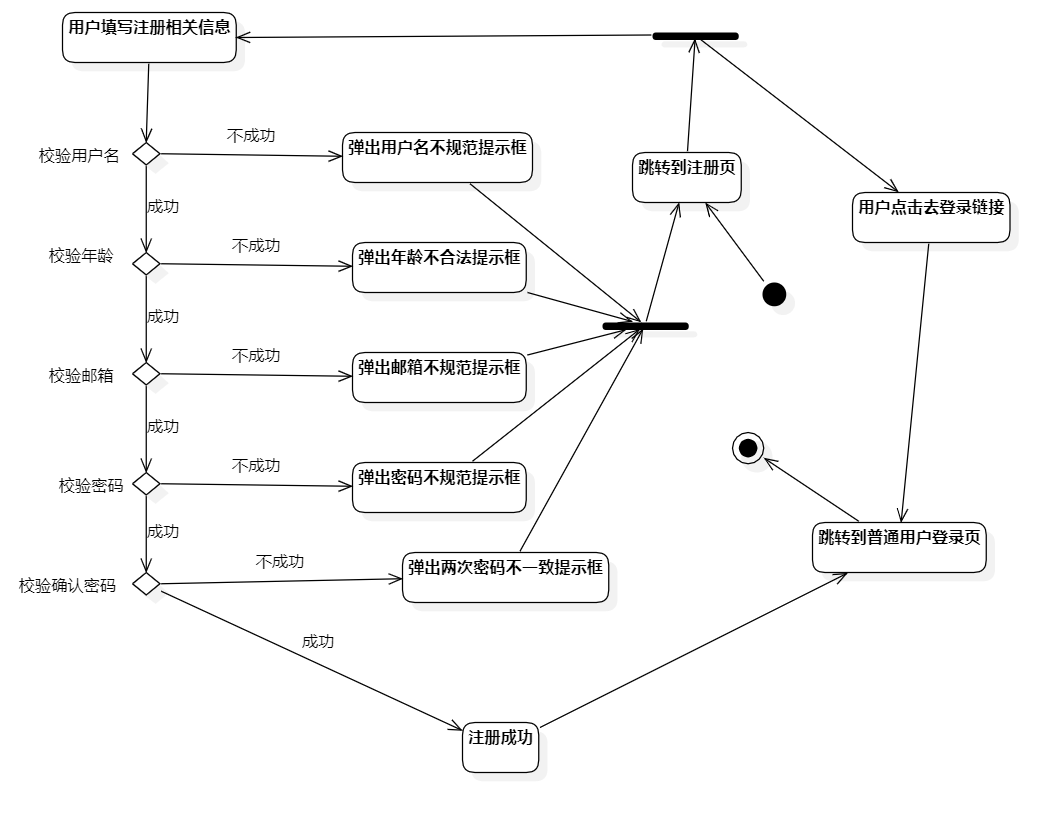 用户填写注册相关信息
不成功
校验用户名
弹出用户名不规范提示框
跳转到注册页
成功
用户点击去登录链接
不成功
校验年龄
弹出年龄不合法提示框
成功
不成功
校验邮箱
弹出邮箱不规范提示框
成功
不成功
校验密码
弹出密码不规范提示框
成功
跳转到普通用户登录页
不成功
校验确认密码
弹出两次密码不一致提示框
成功
注册成功